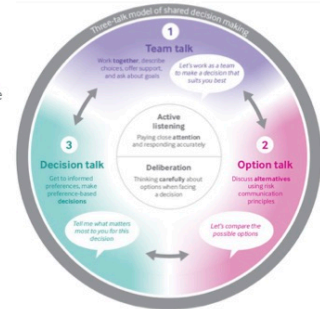 e
Three-talk model of shared decision making
1
Team talk
Work together, describe
choices, offer support,
and ask about goals
Let's work as a team
to make a decision that
suits you best
Active
listening
Paying close attention
and responding accurately
Deliberation
Thinking carefully about
options when facing
a decision
3
Decision talk
Get to informed
preferences, make
preference-based
decisions
Tell me what matters
most to you for this
decision
2
Option talk
Discuss alternatives
using risk
communication
principles
Let's compare the
possible options